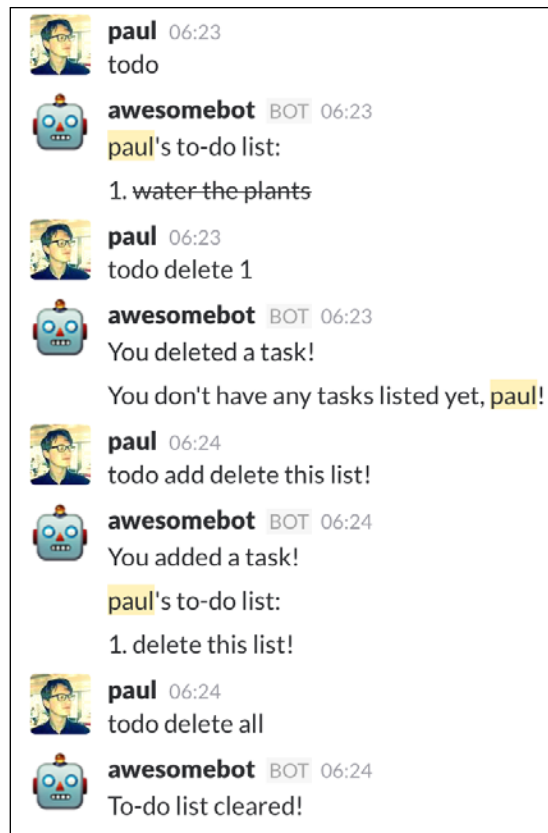 paul 06:23
todo
awesomebot BOT 06:23
paul's to-do list:
1. water the plants
paul 06:23
todo delete 1
awesomebot BOT 06:23
You deleted a task!
You don't have any tasks listed yet, paul!
paul 06:24
todo add delete this list!
awesomebot BOT 06:24
You added a task!
paul's to-do list:
1. delete this list!
paul 06:24
todo delete all
awesomebot BOT 06:24
To-do list cleared!